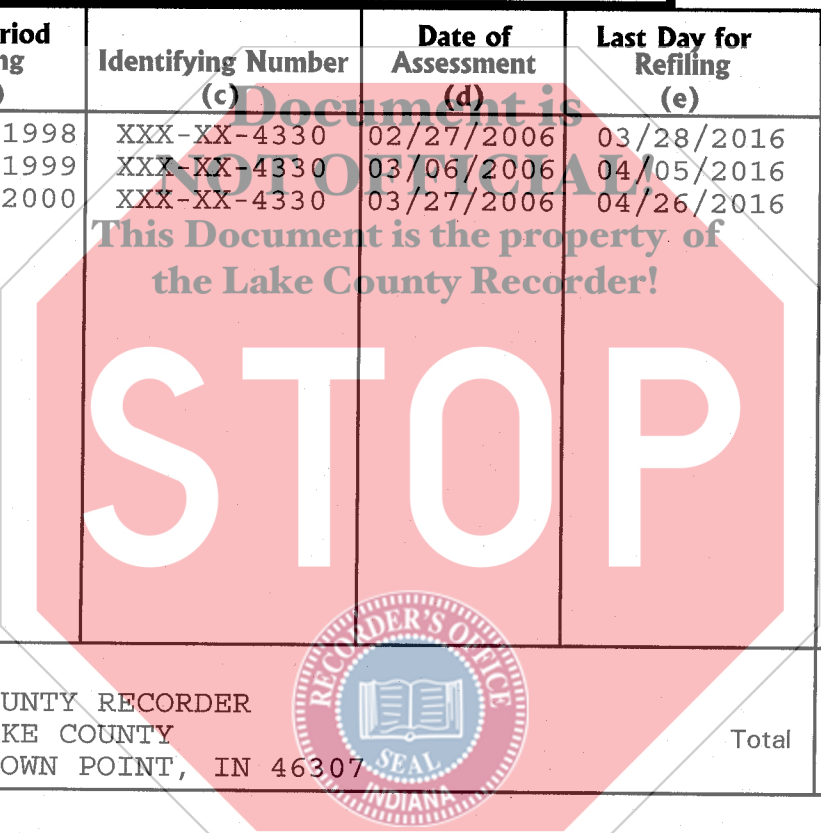 riod
ng
)
Identifying Number
(c)
Date of
Assessment
(d)
Last Day for
Refiling
(e)
1998 XXX-XX-4330 02/27/2006 03/28/2016
1999 XXX-XX-4330 03/06/2006 04/05/2016
2000 XXX-XX-4330 03/27/2006 04/26/2016
Document is
NOT OFFICIAL!
This Document is the property of
the Lake County Recorder!
STOP
UNTY RECORDER
KE COUNTY
OWN POINT, IN 46307
Total
RECORDER'S OFFICE
SEAL
INDIANA